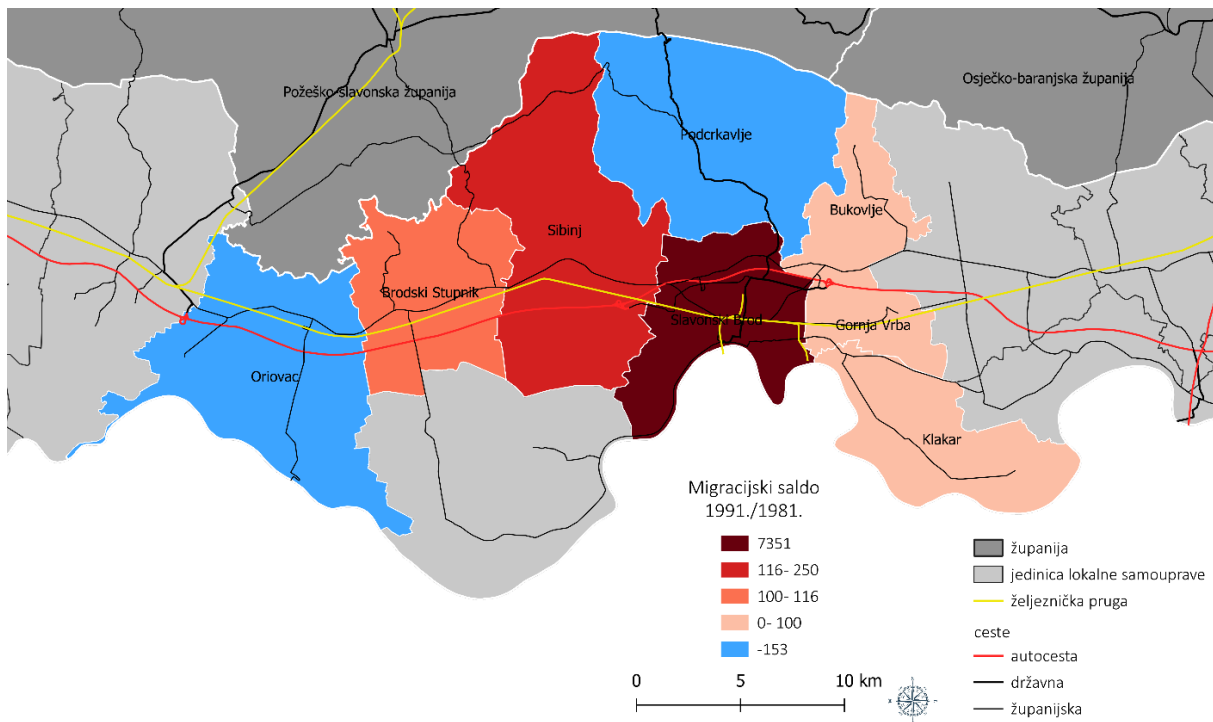 Požeško-slavonska županija
Osječko-baranjska županija
Podcrkavlje
Bukovlje
Sibinj
Brodski Stupnik
Slavonski Brod
Gornja Vrba
Oriovac
Klakar
Migracijski saldo
1991./1981.
7351
116- 250
100- 116
0- 100
-153
0 5 10 km
županija
jedinica lokalne samouprave
željeznička pruga
ceste
autocesta
državna
županijska